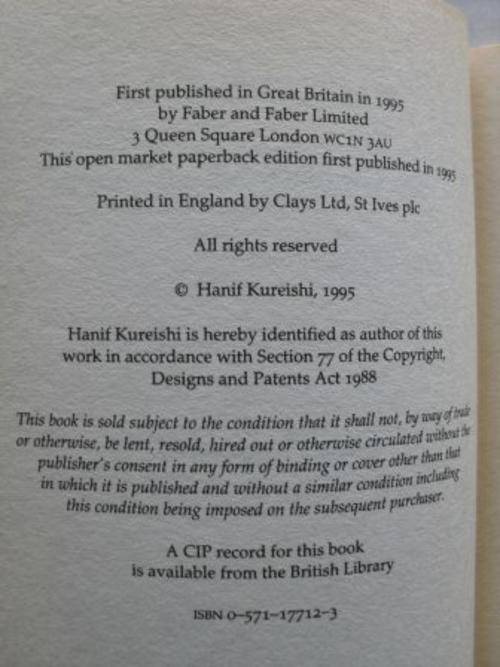 First published in Great Britain in 1995
by Faber and Faber Limited
3 Queen Square London WC1N 3AU
This open market paperback edition first published in 1995
Printed in England by Clays Ltd, St Ives plc
All rights reserved
© Hanif Kureishi, 1995
Hanif Kureishi is hereby identified as author of this
work in accordance with Section 77 of the Copyright,
Designs and Patents Act 1988
This book is sold subject to the condition that it shall not, by way of trade
or otherwise, be lent, resold, hired out or otherwise circulated without the
publisher's consent in any form of binding or cover other than that
in which it is published and without a similar condition including
this condition being imposed on the subsequent purchaser.
A CIP record for this book
is available from the British Library
ISBN 0–571–17712–3